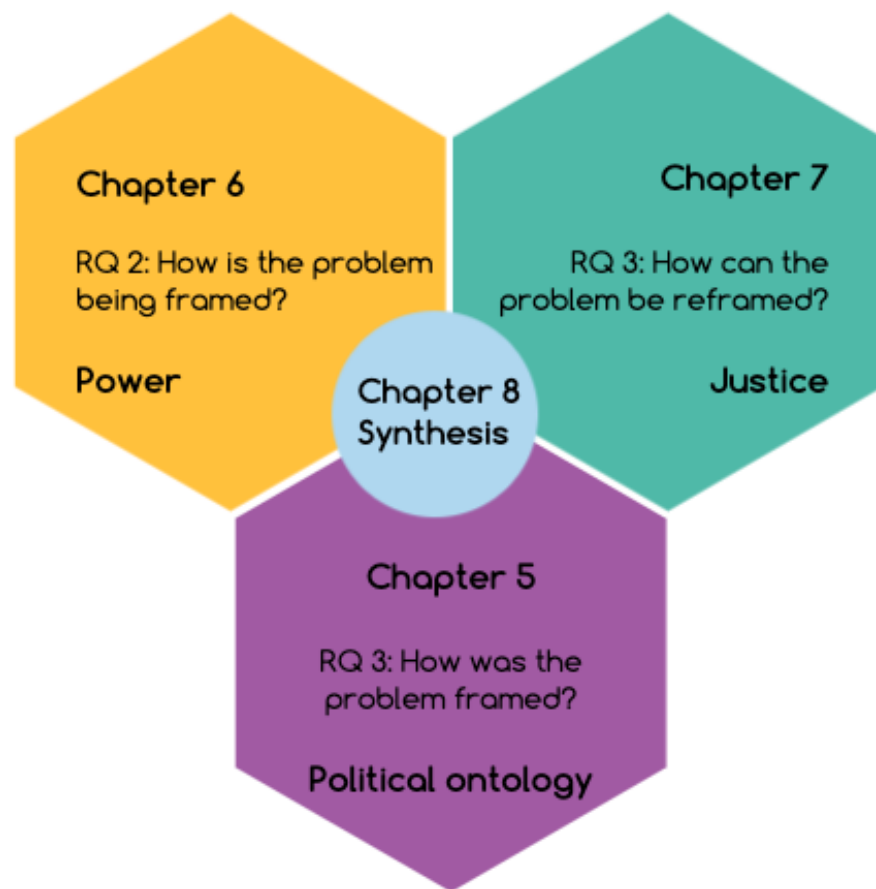 Chapter 6
RQ 2: How is the problem
being framed?
Power
Chapter 7
RQ 3: How can the
problem be reframed?
Justice
Chapter 8
Synthesis
Chapter 5
RQ 3: How was the
problem framed?
Political ontology